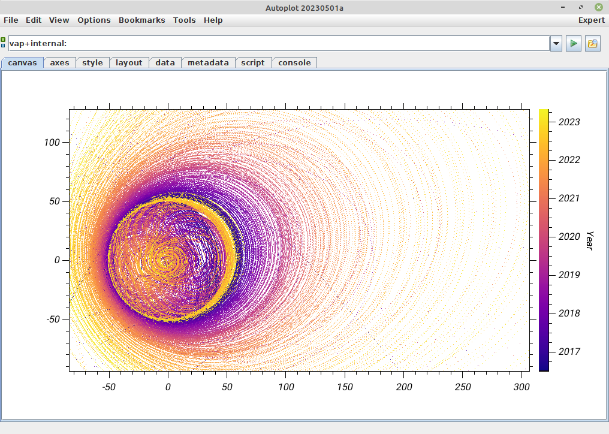 Autoplot 20230501a
File Edit View Options Bookmarks Tools Help Expert
vap+internal:
canvas axes style layout data metadata script console
100
50
0
-50
-50 0 50 100 150 200 250 300
2023
2022
2021
2020
2019
2018
2017
Year